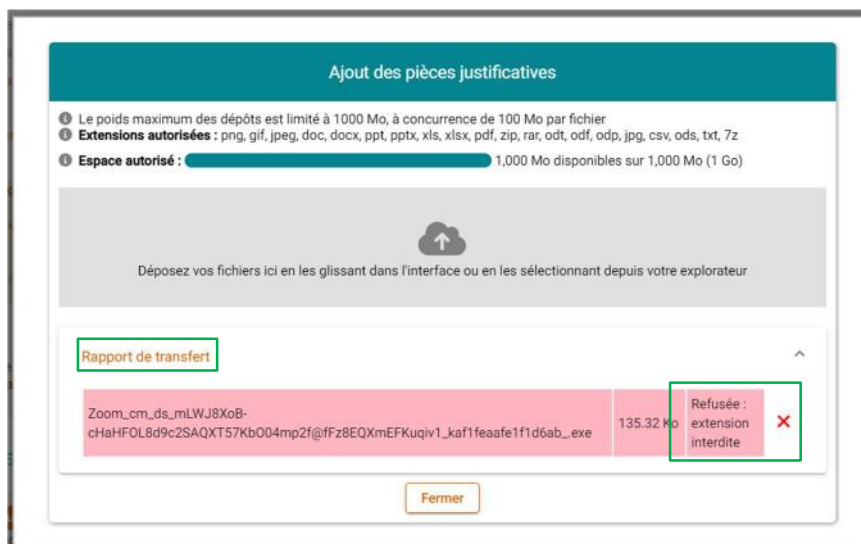 Ajout des pièces justificatives
Le poids maximum des dépôts est limité à 1000 Mo, à concurrence de 100 Mo par fichier
Extensions autorisées : png, gif, jpeg, doc, docx, ppt, pptx, xls, xlsx, pdf, zip, rar, odt, odf, odp, jpg, csv, ods, txt, 7z
Espace autorisé : 1,000 Mo disponibles sur 1,000 Mo (1 Go)
Déposez vos fichiers ici en les glissant dans l'interface ou en les sélectionnant depuis votre explorateur
Rapport de transfert
Zoom_cm_ds_mLWJ8XoB-
cHaHFOL8d9c2SAQXT57KbO04mp2f@fFz8EQXmEFKuqiv1_kaf1feaafe1f1d6ab_.exe
135.32 Ko
Refusée :
extension
interdite
Fermer